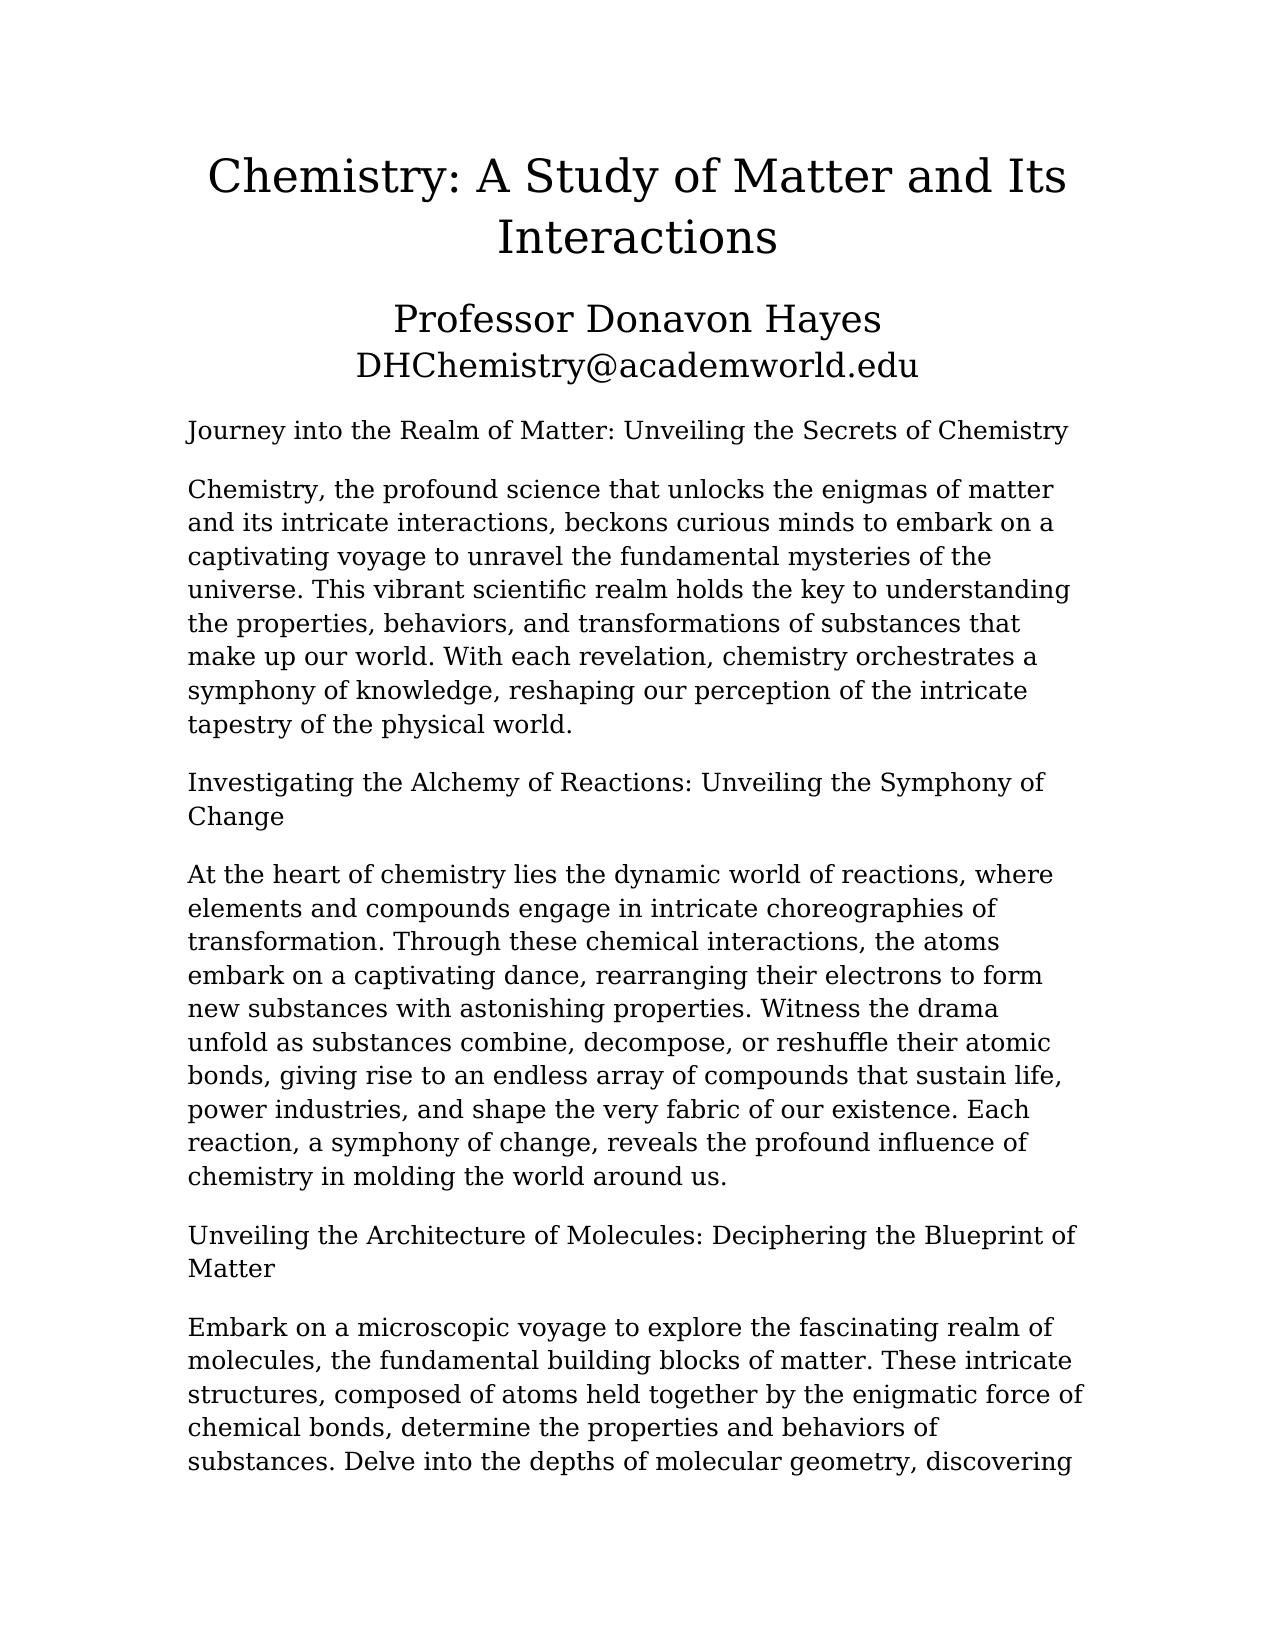 Chemistry: A Study of Matter and Its
Interactions
Professor Donavon Hayes
DHChemistry@academworld.edu
Journey into the Realm of Matter: Unveiling the Secrets of Chemistry
Chemistry, the profound science that unlocks the enigmas of matter
and its intricate interactions, beckons curious minds to embark on a
captivating voyage to unravel the fundamental mysteries of the
universe. This vibrant scientific realm holds the key to understanding
the properties, behaviors, and transformations of substances that
make up our world. With each revelation, chemistry orchestrates a
symphony of knowledge, reshaping our perception of the intricate
tapestry of the physical world.
Investigating the Alchemy of Reactions: Unveiling the Symphony of
Change
At the heart of chemistry lies the dynamic world of reactions, where
elements and compounds engage in intricate choreographies of
transformation. Through these chemical interactions, the atoms
embark on a captivating dance, rearranging their electrons to form
new substances with astonishing properties. Witness the drama
unfold as substances combine, decompose, or reshuffle their atomic
bonds, giving rise to an endless array of compounds that sustain life,
power industries, and shape the very fabric of our existence. Each
reaction, a symphony of change, reveals the profound influence of
chemistry in molding the world around us.
Unveiling the Architecture of Molecules: Deciphering the Blueprint of
Matter
Embark on a microscopic voyage to explore the fascinating realm of
molecules, the fundamental building blocks of matter. These intricate
structures, composed of atoms held together by the enigmatic force of
chemical bonds, determine the properties and behaviors of
substances. Delve into the depths of molecular geometry, discovering